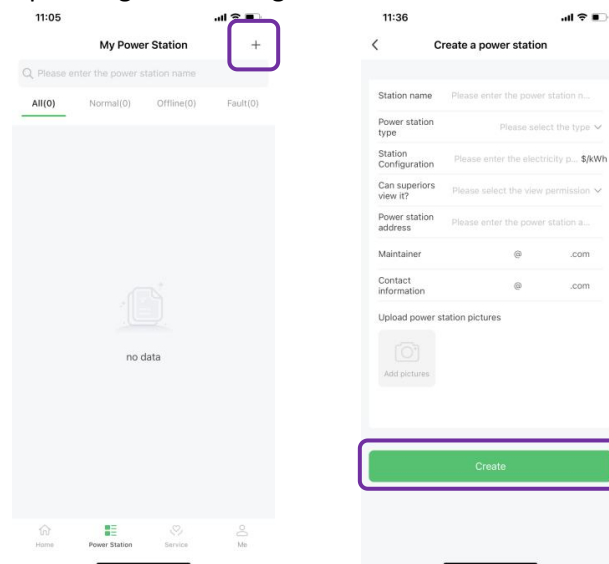 11:05
My Power Station
+
Please enter the power station name
All(0) Normal(0) Offline(0) Fault(0)
no data
Home Power Station Service Me
11:36
Create a power station
Station name Please enter the power station n...
Power station
type Please select the type
Station
Configuration Please enter the electricity p... $/kWh
Can superiors
view it? Please select the view permission
Power station
address Please enter the power station a...
Maintainer @ .com
Contact
information @ .com
Upload power station pictures
Add pictures
Create